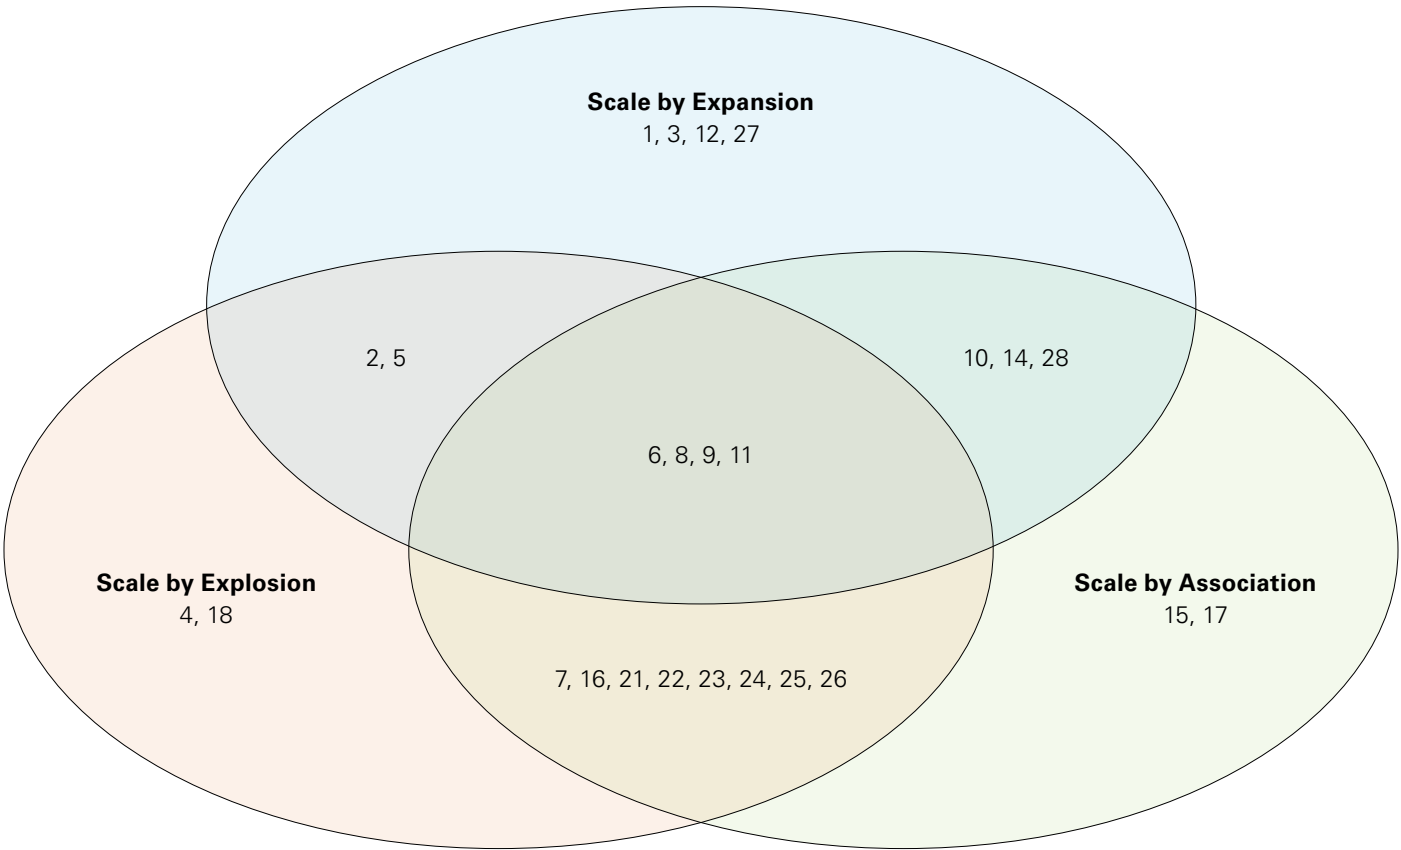 Scale by Expansion
1, 3, 12, 27
2, 5
10, 14, 28
6, 8, 9, 11
Scale by Explosion
4, 18
Scale by Association
15, 17
7, 16, 21, 22, 23, 24, 25, 26